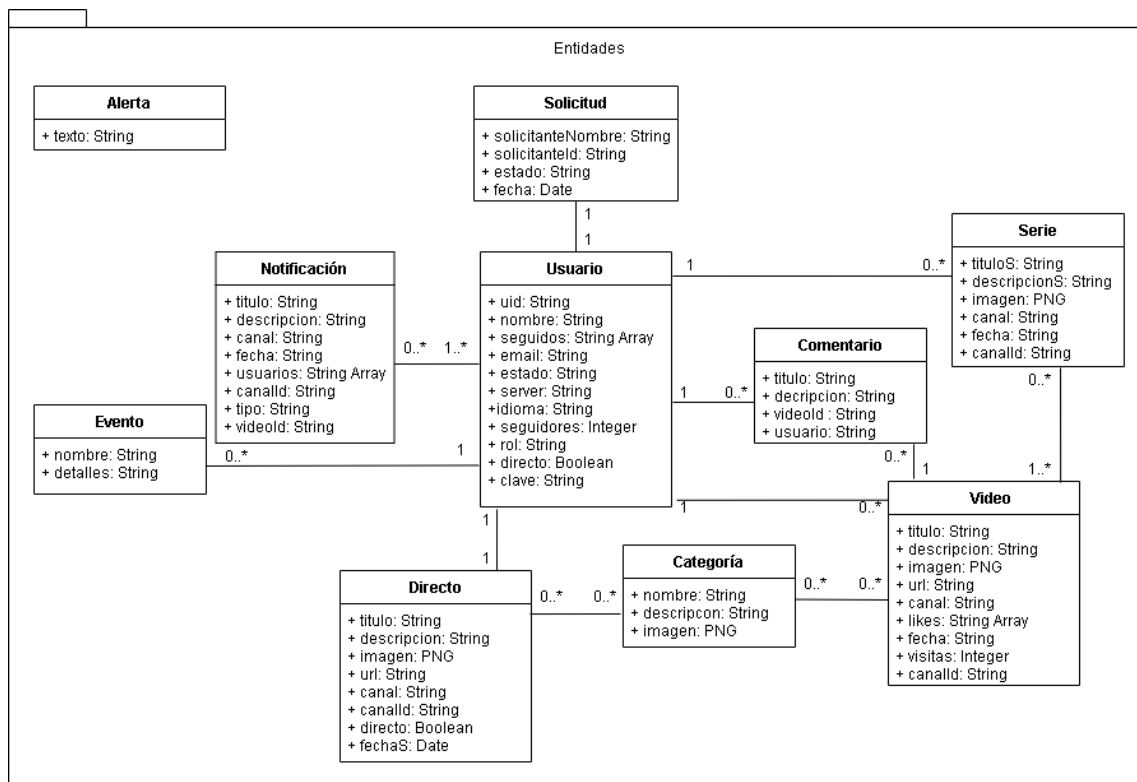 Entidades
Alerta
+ texto: String
Solicitud
+ solicitanteNombre: String
+ solicitanteId: String
+ estado: String
+ fecha: Date
1
1
Serie
+ tituloS: String
+ descripcionS: String
+ imagen: PNG
+ canal: String
+ fecha: String
+ canalId: String
1
0..*
Notificación
+ titulo: String
+ descripcion: String
+ canal: String
+ fecha: String
+ usuarios: String Array
+ canalId: String
+ tipo: String
+ videoId: String
0..*
1..*
Usuario
+ uid: String
+ nombre: String
+ seguidos: String Array
+ email: String
+ estado: String
+ server: String
+idioma: String
+ seguidores: Integer
+ rol: String
+ directo: Boolean
+ clave: String
Comentario
+ titulo: String
+ decripcion: String
+ videoId : String
+ usuario: String
1
0..*
0..*
1..*
0..*
1
Evento
+ nombre: String
+ detalles: String
0..*
1
1
0..*
Video
+ titulo: String
+ descripcion: String
+ imagen: PNG
+ url: String
+ canal: String
+ likes: String Array
+ fecha: String
+ visitas: Integer
+ canalId: String
1
1
Directo
+ titulo: String
+ descripcion: String
+ imagen: PNG
+ url: String
+ canal: String
+ canalId: String
+ directo: Boolean
+ fechaS: Date
0..*
0..*
Categoría
+ nombre: String
+ descripcon: String
+ imagen: PNG
0..*
0..*